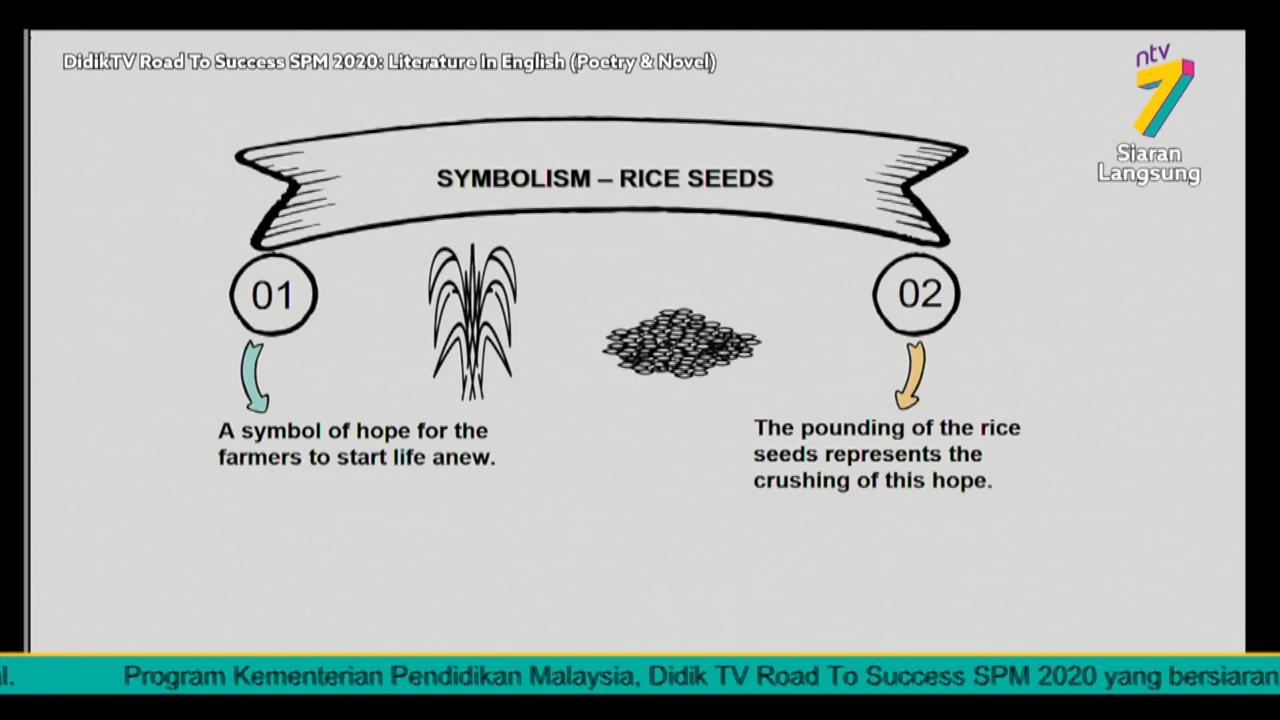 DidikTV Road To Success SPM 2020: Literature In English (Poetry & Novel)
ntv
7
Siaran
Langsung
SYMBOLISM – RICE SEEDS
01
02
A symbol of hope for the
farmers to start life anew.
The pounding of the rice
seeds represents the
crushing of this hope.
Program Kementerian Pendidikan Malaysia, Didik TV Road To Success SPM 2020 yang bersiaran